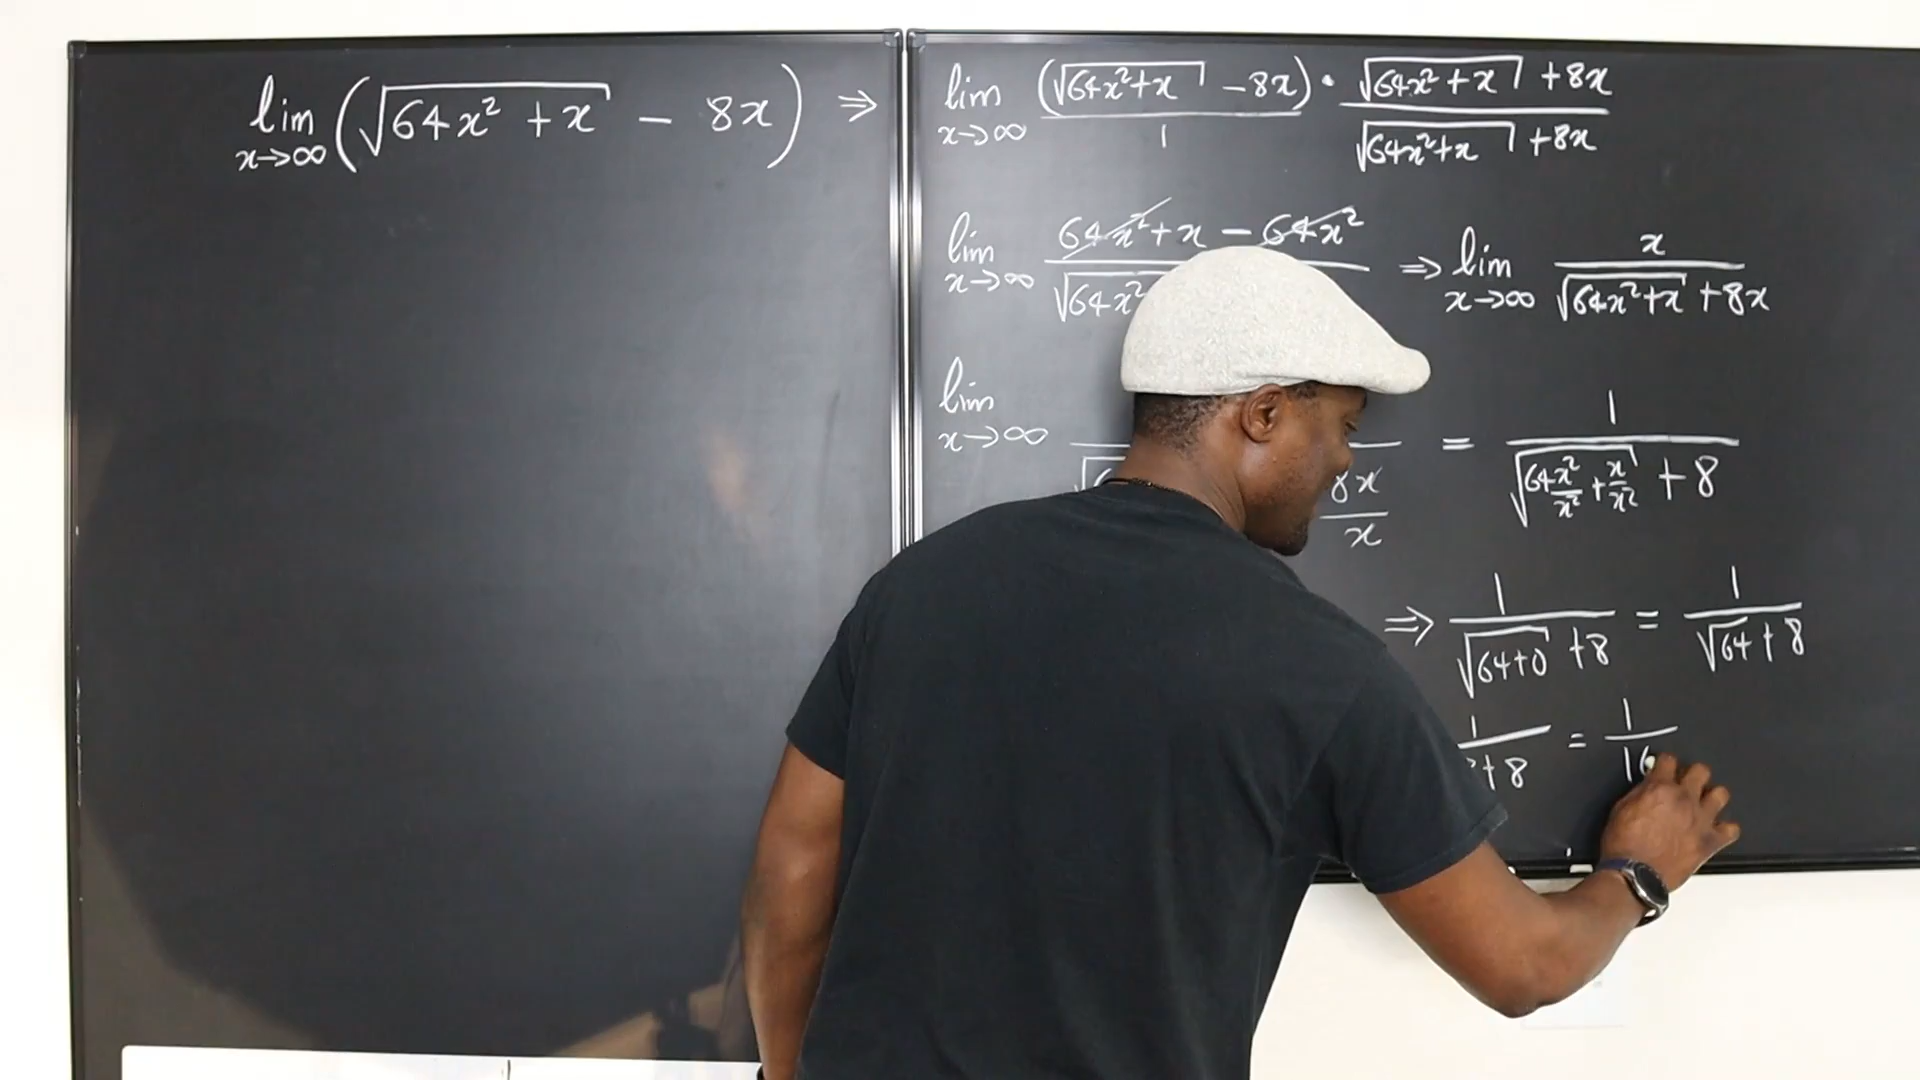 lim x→∞ (√(64x² + x) − 8x) ⇒
lim x→∞ (√(64x²+x) − 8x)/1 · (√(64x²+x) + 8x)/(√(64x²+x) + 8x)
lim x→∞ (64x² + x − 64x²)/(√64x² ⇒ lim x→∞ x/(√(64x²+x) + 8x)
lim x→∞ 8x/x = 1/(√(64x²/x² + x/x²) + 8)
⇒ 1/(√(64+0) + 8) = 1/(√64 + 8)
1/(+ 8) = 1/16